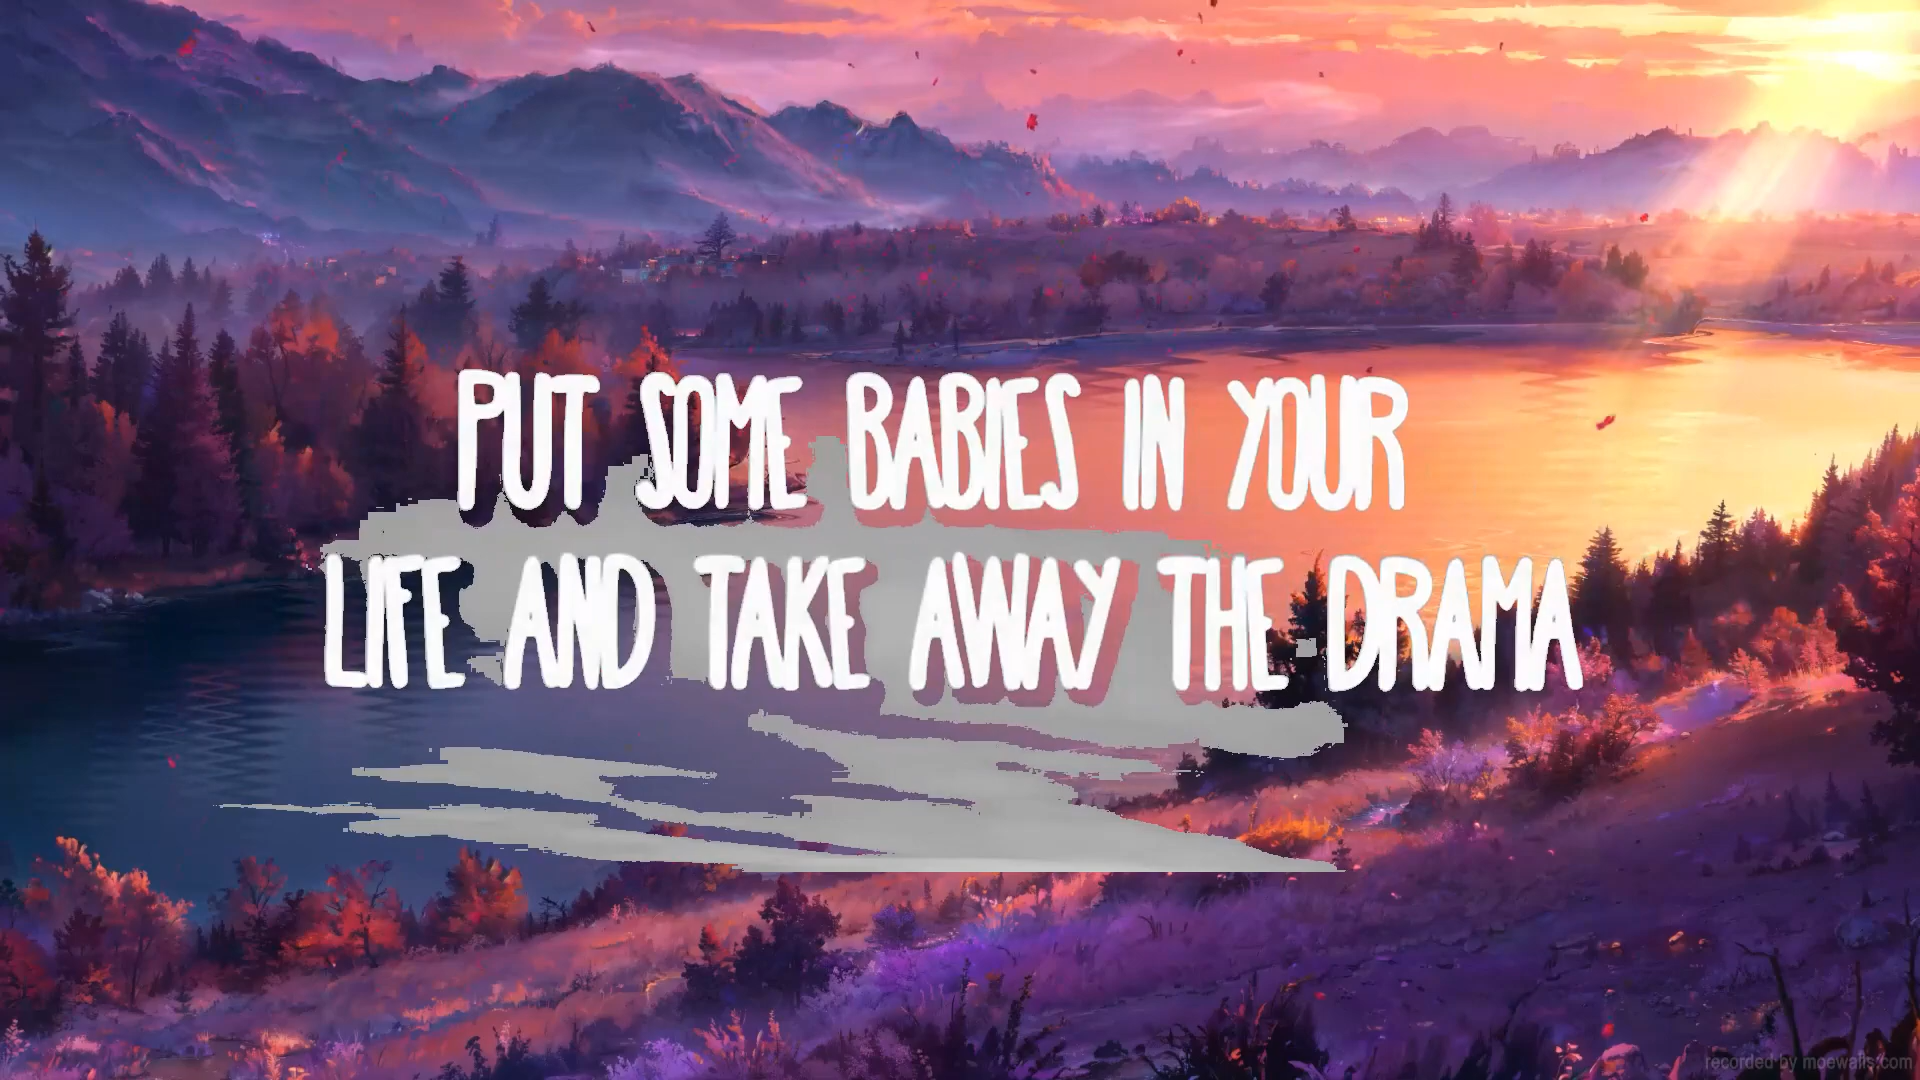 PUT SOME BABIES IN YOUR
LIFE AND TAKE AWAY THE DRAMA
recorded by moewalls.com